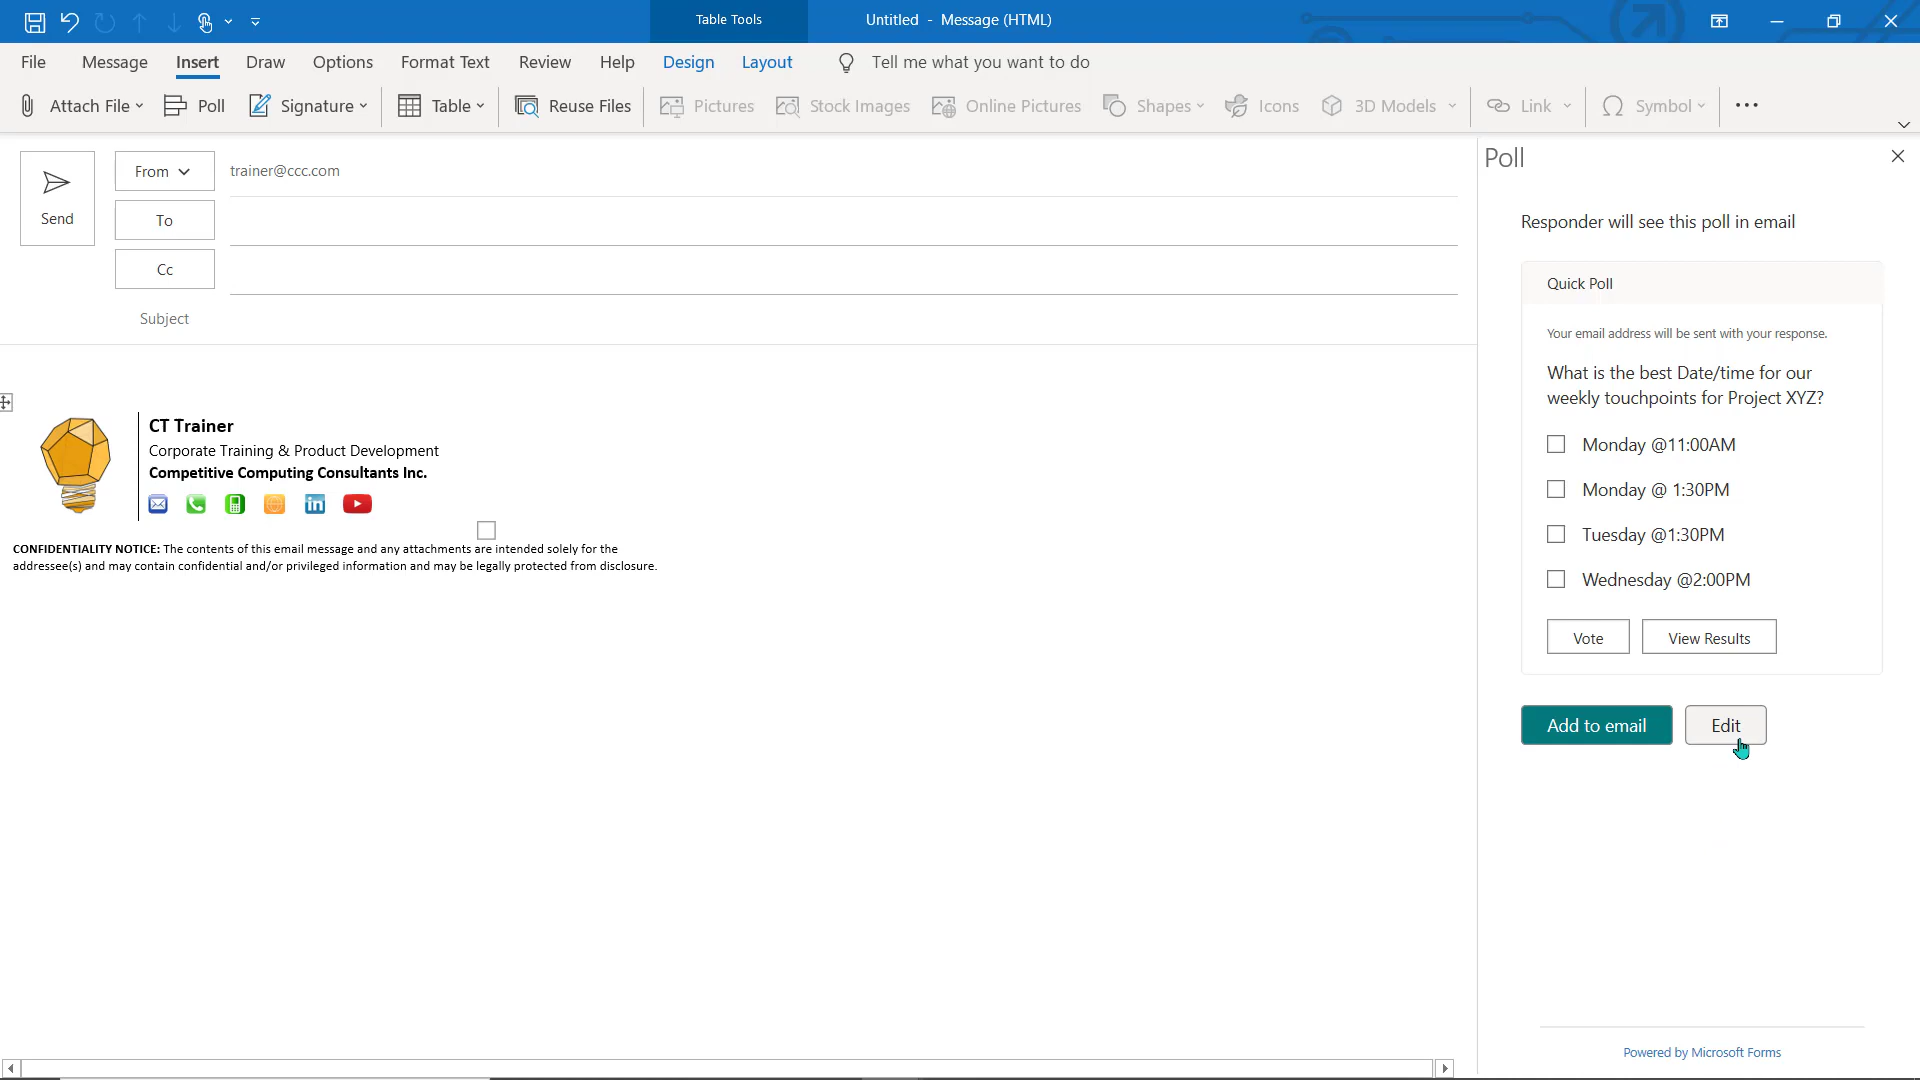 Table Tools
Untitled - Message (HTML)
File Message Insert Draw Options Format Text Review Help Design Layout Tell me what you want to do
Attach File Poll Signature Table Reuse Files Pictures Stock Images Online Pictures Shapes Icons 3D Models Link Symbol
Send
From trainer@ccc.com
To
Cc
Subject
CT Trainer
Corporate Training & Product Development
Competitive Computing Consultants Inc.
in
CONFIDENTIALITY NOTICE: The contents of this email message and any attachments are intended solely for the
addressee(s) and may contain confidential and/or privileged information and may be legally protected from disclosure.
Poll
Responder will see this poll in email
Quick Poll
Your email address will be sent with your response.
What is the best Date/time for our
weekly touchpoints for Project XYZ?
Monday @11:00AM
Monday @ 1:30PM
Tuesday @1:30PM
Wednesday @2:00PM
Vote View Results
Add to email Edit
Powered by Microsoft Forms